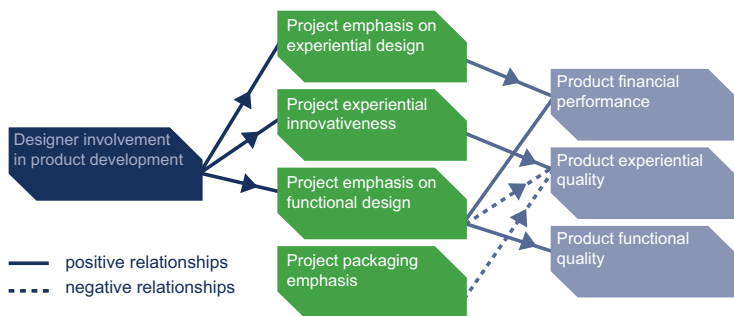 Project emphasis on
experiential design
Project experiential
innovativeness
Designer involvement
in product development
Project emphasis on
functional design
Project packaging
emphasis
Product financial
performance
Product experiential
quality
Product functional
quality
positive relationships
negative relationships